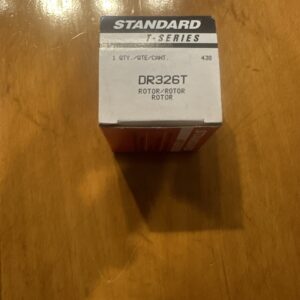 STANDARD
T-SERIES
1 QTY./QTE/CANT. 438
DR326T
ROTOR/ROTOR
ROTOR